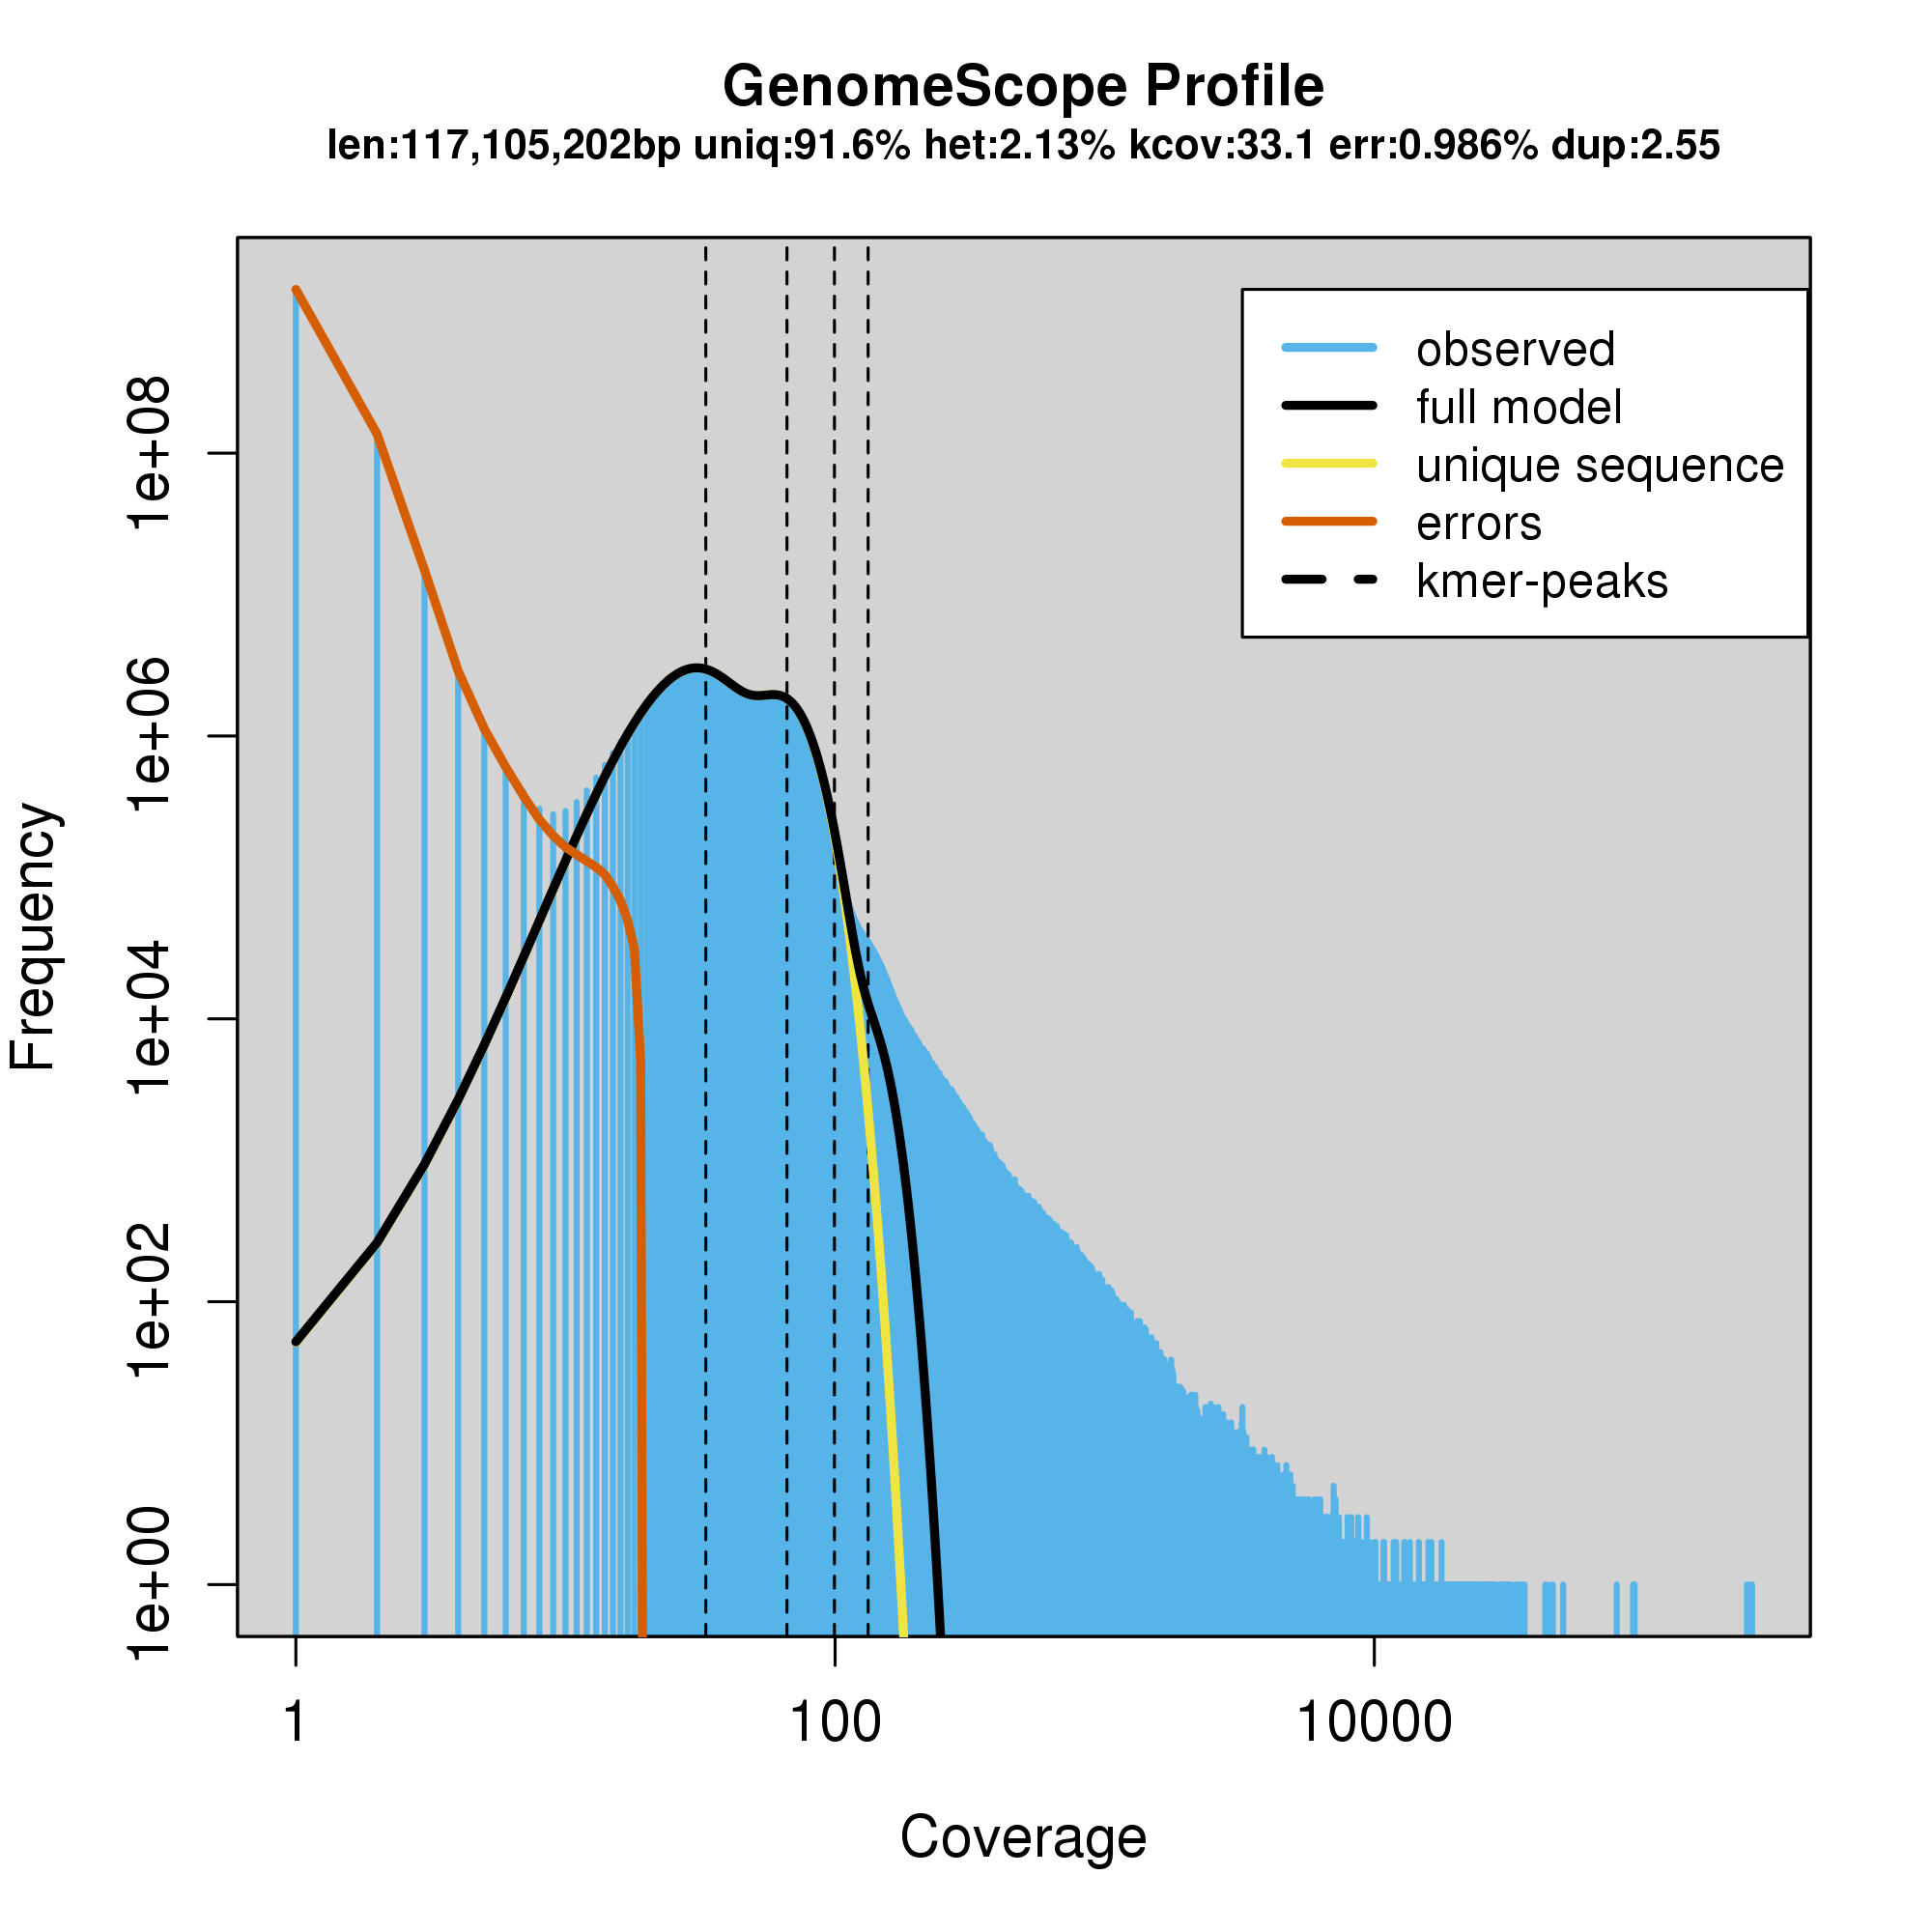 GenomeScope Profile
len:117,105,202bp uniq:91.6% het:2.13% kcov:33.1 err:0.986% dup:2.55
observed
full model
unique sequence
errors
kmer-peaks
Frequency
1e+08
1e+06
1e+04
1e+02
1e+00
1
100
10000
Coverage